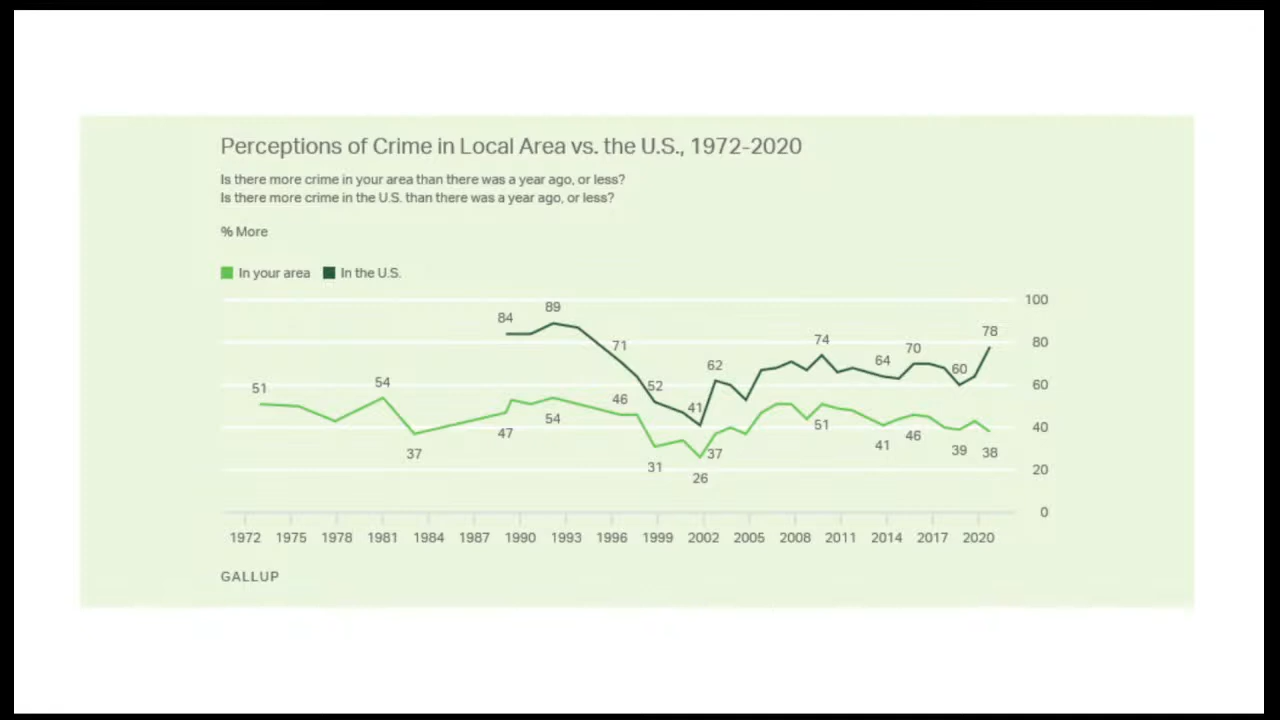 Perceptions of Crime in Local Area vs. the U.S., 1972-2020
Is there more crime in your area than there was a year ago, or less?
Is there more crime in the U.S. than there was a year ago, or less?
% More
In your area In the U.S.
100
80
60
40
20
0
84 89 71 52 41 62 74 64 70 60 78
51 54 37 47 54 46 31 26 37 51 41 46 39 38
1972 1975 1978 1981 1984 1987 1990 1993 1996 1999 2002 2005 2008 2011 2014 2017 2020
GALLUP